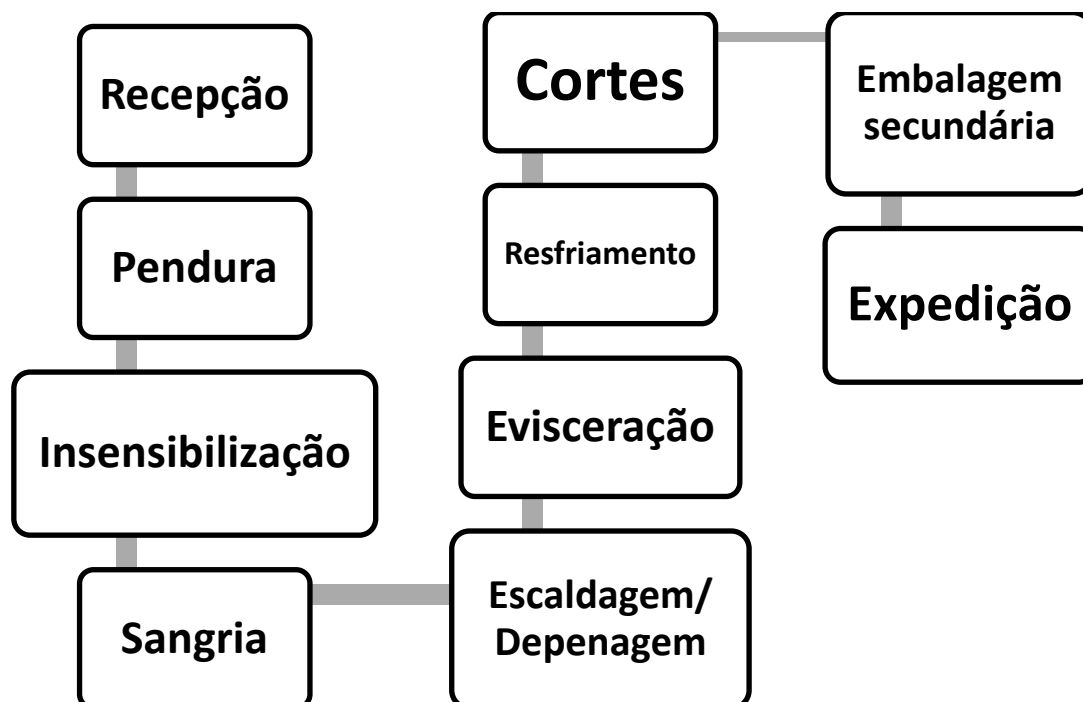 Recepção
Pendura
Insensibilização
Sangria
Escaldagem/
Depenagem
Evisceração
Resfriamento
Cortes
Embalagem
secundária
Expedição